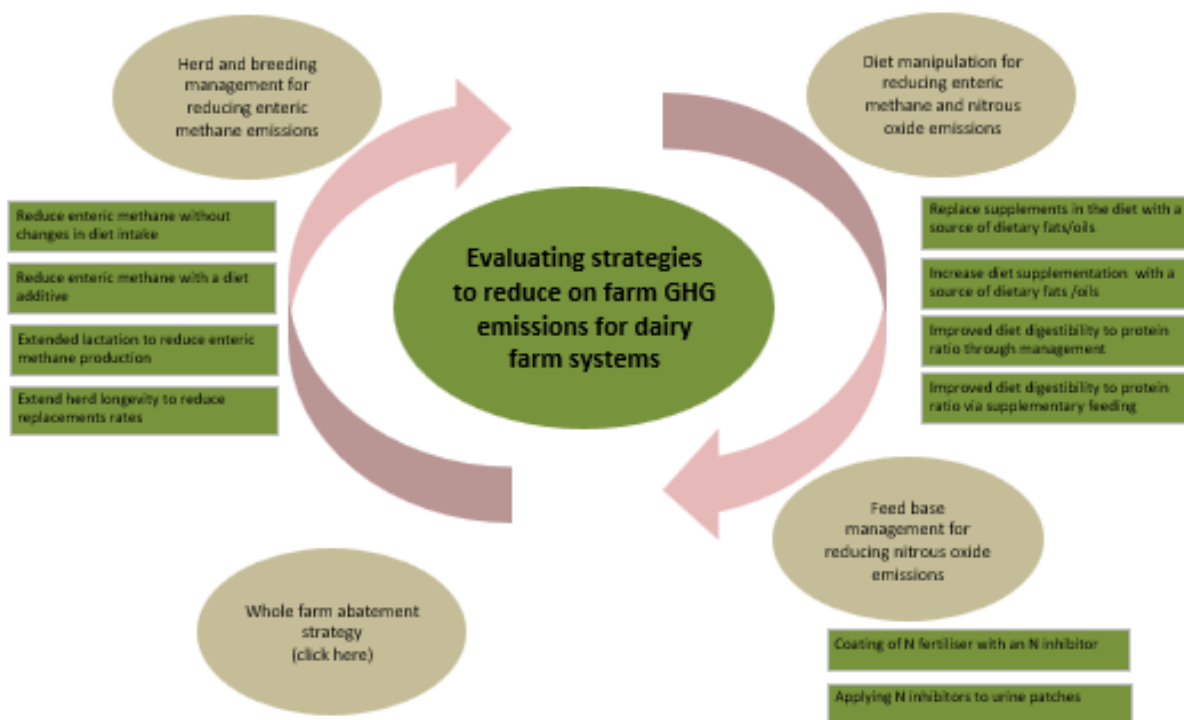 Herd and breeding
management for
reducing enteric
methane emissions
Reduce enteric methane without
changes in diet intake
Reduce enteric methane with a diet
additive
Extended lactation to reduce enteric
methane production
Extend herd longevity to reduce
replacements rates
Evaluating strategies
to reduce on farm GHG
emissions for dairy
farm systems
Diet manipulation for
reducing enteric
methane and nitrous
oxide emissions
Replace supplements in the diet with a
source of dietary fats/oils
Increase diet supplementation with a
source of dietary fats /oils
Improved diet digestibility to protein
ratio through management
Improved diet digestibility to protein
ratio via supplementary feeding
Feed base
management for
reducing nitrous oxide
emissions
Coating of N fertiliser with an N inhibitor
Applying N inhibitors to urine patches
Whole farm abatement
strategy
(click here)